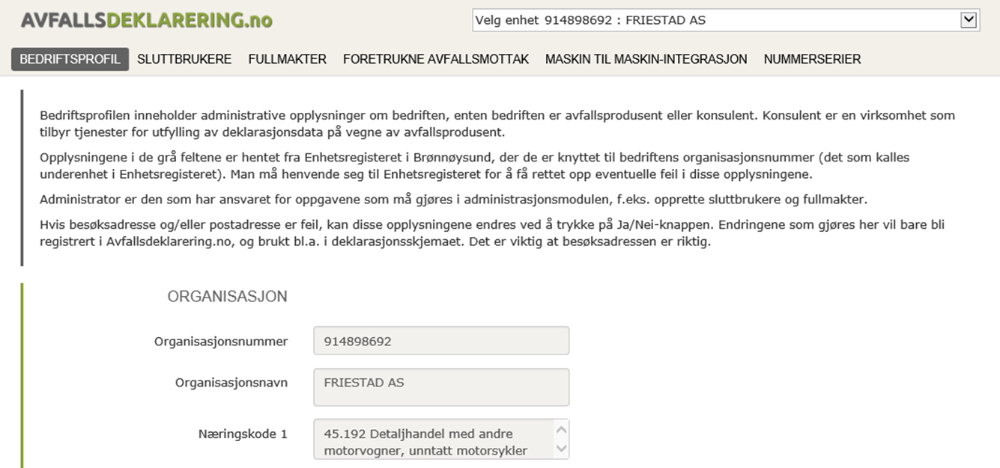 AVFALLSDEKLARERING.no
Velg enhet 914898692 : FRIESTAD AS
BEDRIFTSPROFIL SLUTTBRUKERE FULLMAKTER FORETRUKNE AVFALLSMOTTAK MASKIN TIL MASKIN-INTEGRASJON NUMMERSERIER
Bedriftsprofilen inneholder administrative opplysninger om bedriften, enten bedriften er avfallsprodusent eller konsulent. Konsulent er en virksomhet som
tilbyr tjenester for utfylling av deklarasjonsdata på vegne av avfallsprodusent.
Opplysningene i de grå feltene er hentet fra Enhetsregisteret i Brønnøysund, der de er knyttet til bedriftens organisasjonsnummer (det som kalles
underenhet i Enhetsregisteret). Man må henvende seg til Enhetsregisteret for å få rettet opp eventuelle feil i disse opplysningene.
Administrator er den som har ansvaret for oppgavene som må gjøres i administrasjonsmodulen, f.eks. opprette sluttbrukere og fullmakter.
Hvis besøksadresse og/eller postadresse er feil, kan disse opplysningene endres ved å trykke på Ja/Nei-knappen. Endringene som gjøres her vil bare bli
registrert i Avfallsdeklarering.no, og brukt bl.a. i deklarasjonsskjemaet. Det er viktig at besøksadressen er riktig.
ORGANISASJON
Organisasjonsnummer 914898692
Organisasjonsnavn FRIESTAD AS
Næringskode 1 45.192 Detaljhandel med andre
motorvogner, unntatt motorsykler